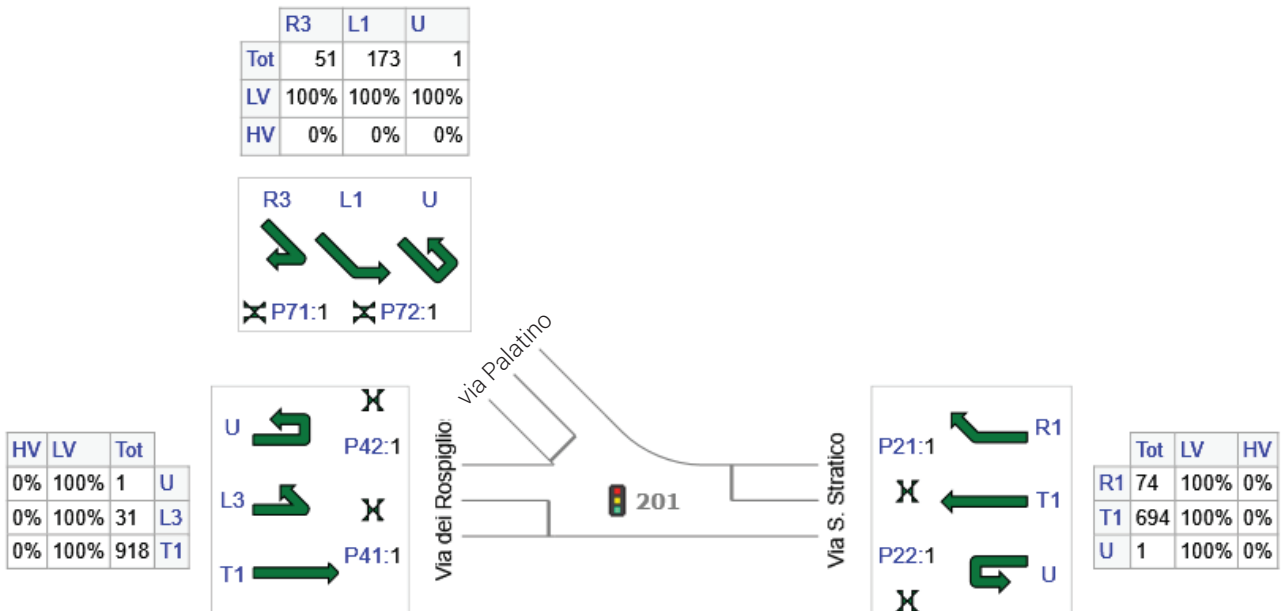 R3 L1 U
Tot 51 173 1
LV 100% 100% 100%
HV 0% 0% 0%
R3 L1 U
P71:1 P72:1
via Palatino
HV LV Tot
0% 100% 1 U
0% 100% 31 L3
0% 100% 918 T1
U
P42:1
L3
P41:1
T1
Via dei Rospiglio
201
Via S. Stratico
P21:1
R1
T1
P22:1
U
Tot LV HV
R1 74 100% 0%
T1 694 100% 0%
U 1 100% 0%